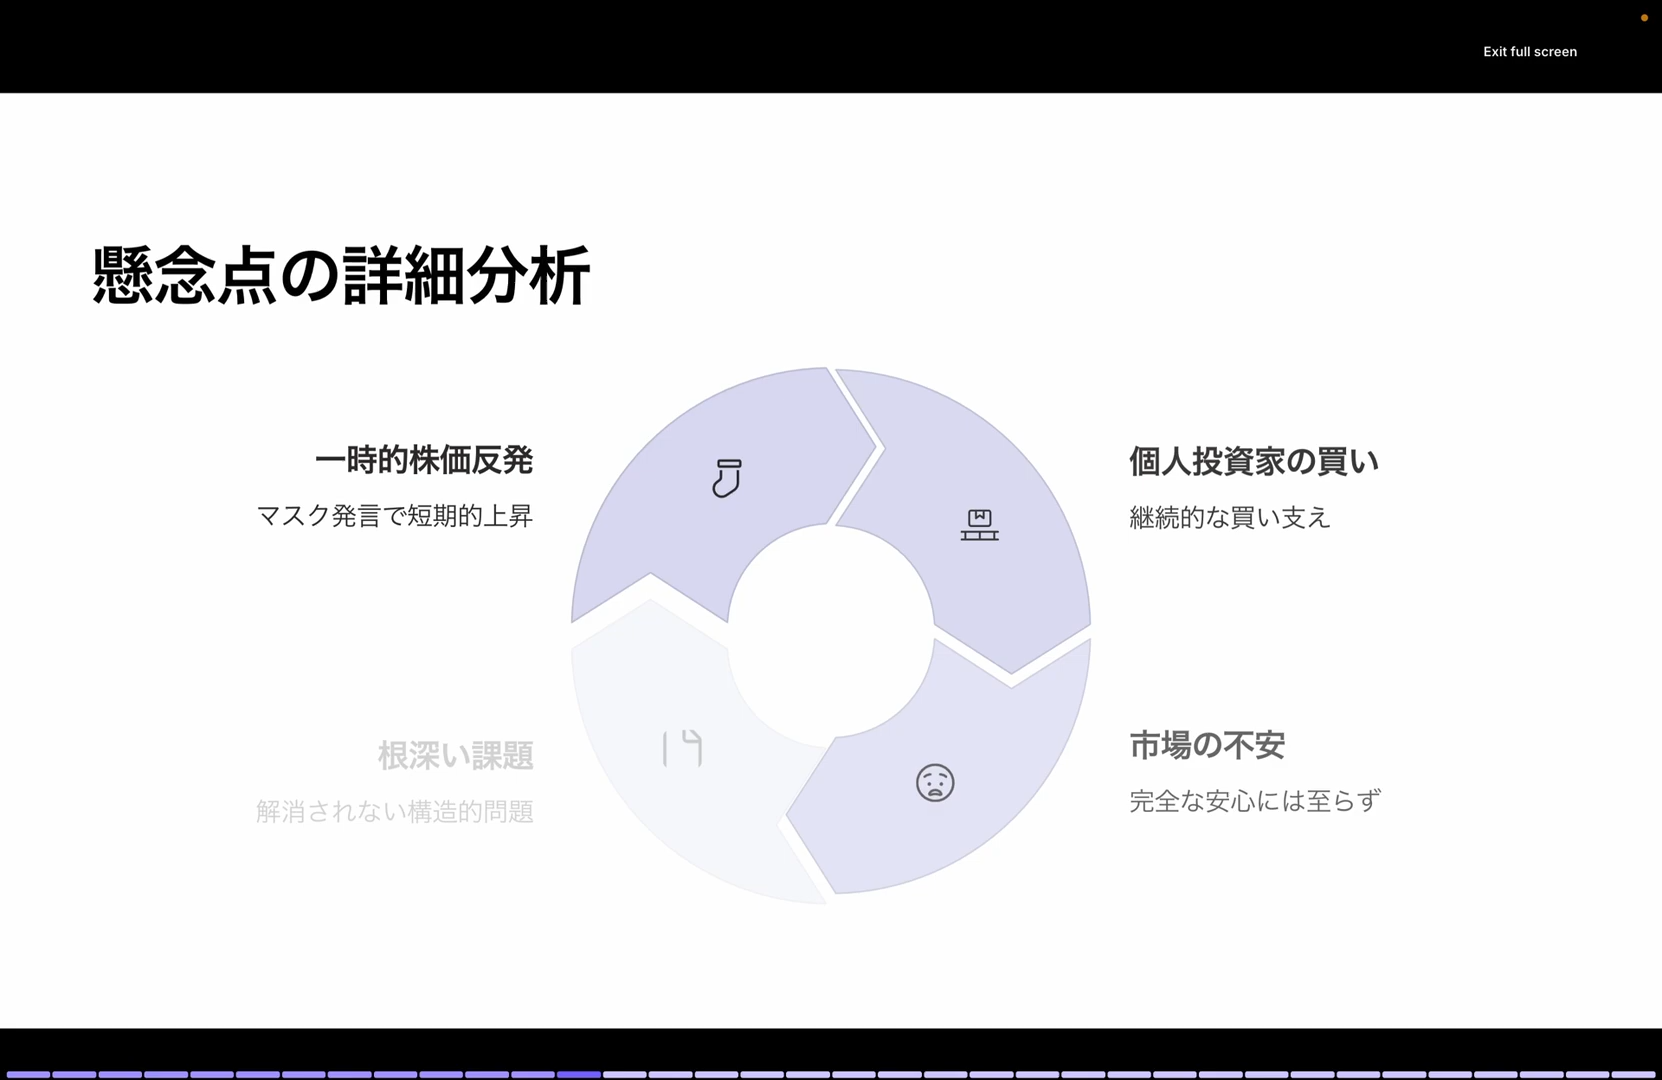 Exit full screen
懸念点の詳細分析
一時的株価反発
マスク発言で短期的上昇
個人投資家の買い
継続的な買い支え
市場の不安
完全な安心には至らず
根深い課題
解消されない構造的問題